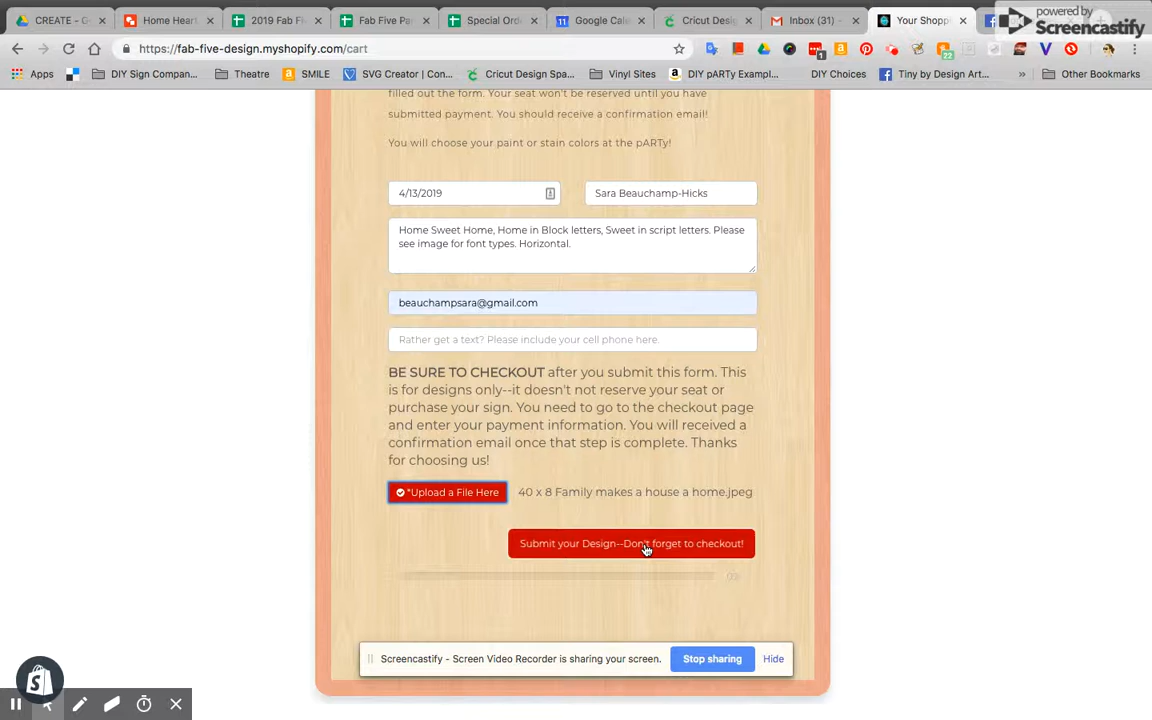 powered by
Screencastify
CREATE - G
Home Heart
2019 Fab Fi
Fab Five Pa
Special Ord
Google Cale
Cricut Desi
Inbox (31) -
Your Shopp
https://fab-five-design.myshopify.com/cart
1
22
Apps
DIY Sign Compan...
Theatre
SMILE
SVG Creator | Con...
Cricut Design Spa...
Vinyl Sites
DIY pARTy Exampl...
DIY Choices
Tiny by Design Art...
»
Other Bookmarks
filled out the form. Your seat won't be reserved until you have
submitted payment. You should receive a confirmation email!
You will choose your paint or stain colors at the pARTy!
4/13/2019
Sara Beauchamp-Hicks
Home Sweet Home, Home in Block letters, Sweet in script letters. Please
see image for font types. Horizontal.
beauchampsara@gmail.com
Rather get a text? Please include your cell phone here.
BE SURE TO CHECKOUT after you submit this form. This
is for designs only--it doesn't not reserve your seat or
purchase your sign. You need to go to the checkout page
and enter your payment information. You will received a
confirmation email once that step is complete. Thanks
for choosing us!
*Upload a File Here
40 x 8 Family makes a house a home.jpeg
Submit your Design--Don't forget to checkout!
Screencastify - Screen Video Recorder is sharing your screen.
Stop sharing
Hide